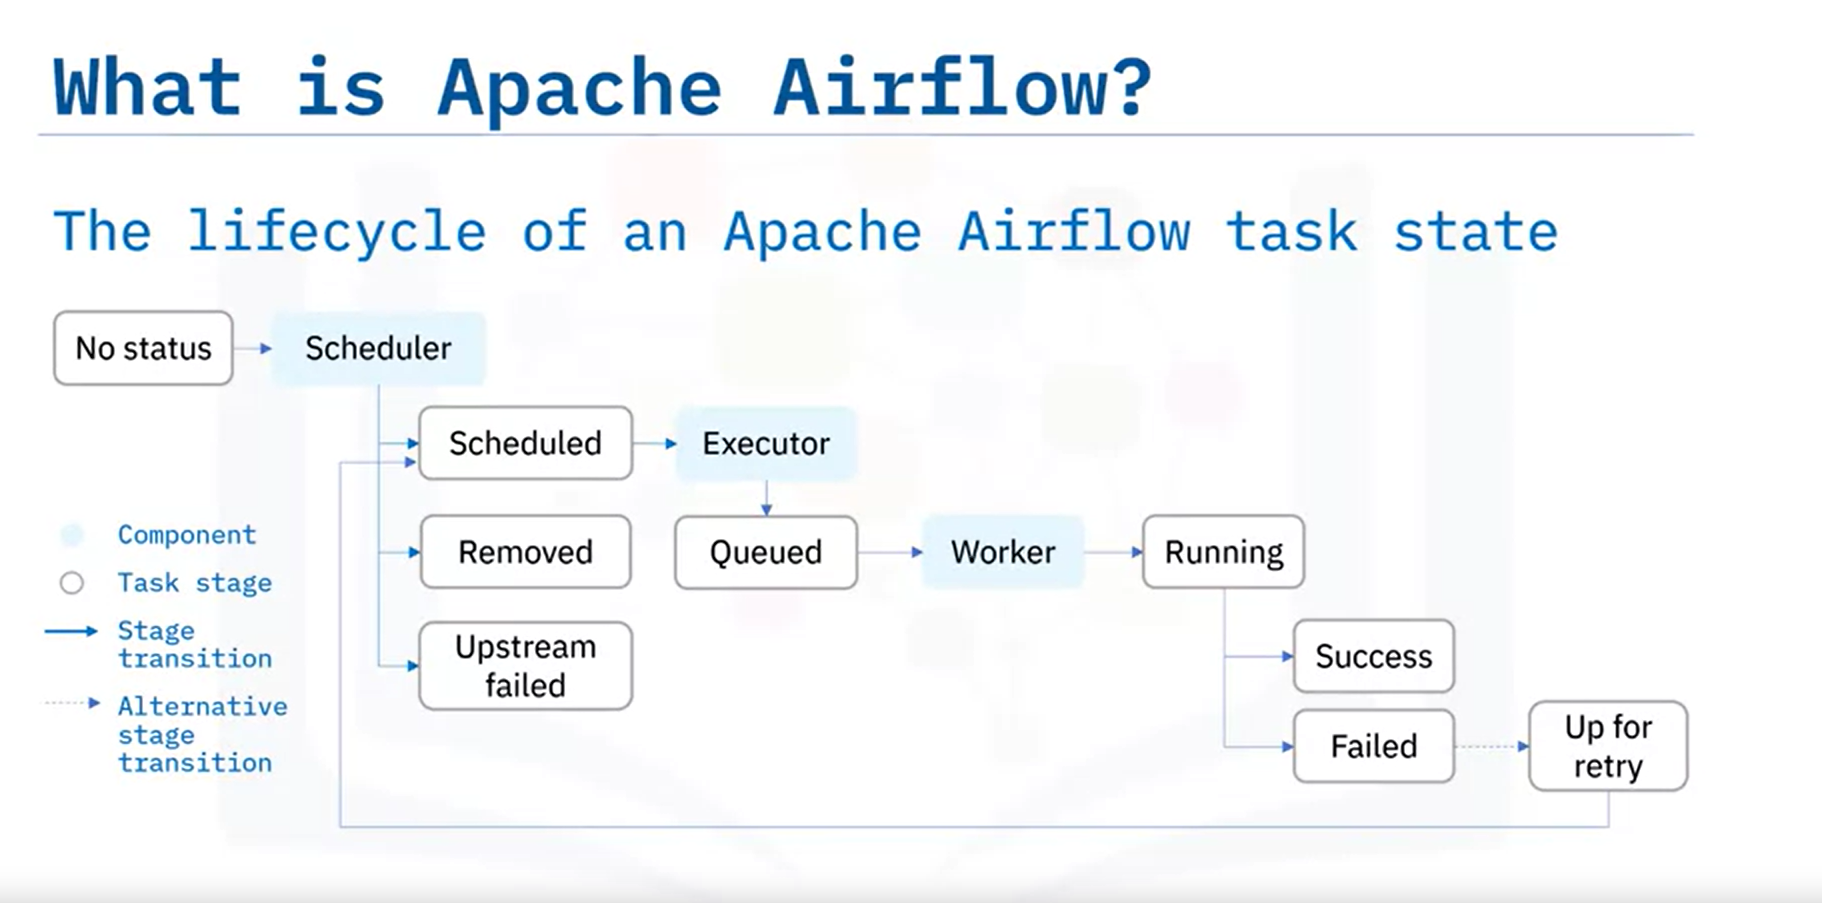 What is Apache Airflow?
The lifecycle of an Apache Airflow task state
No status
Scheduler
Scheduled
Executor
Removed
Queued
Worker
Running
Upstream
failed
Success
Failed
Up for
retry
Component
Task stage
Stage
transition
Alternative
stage
transition